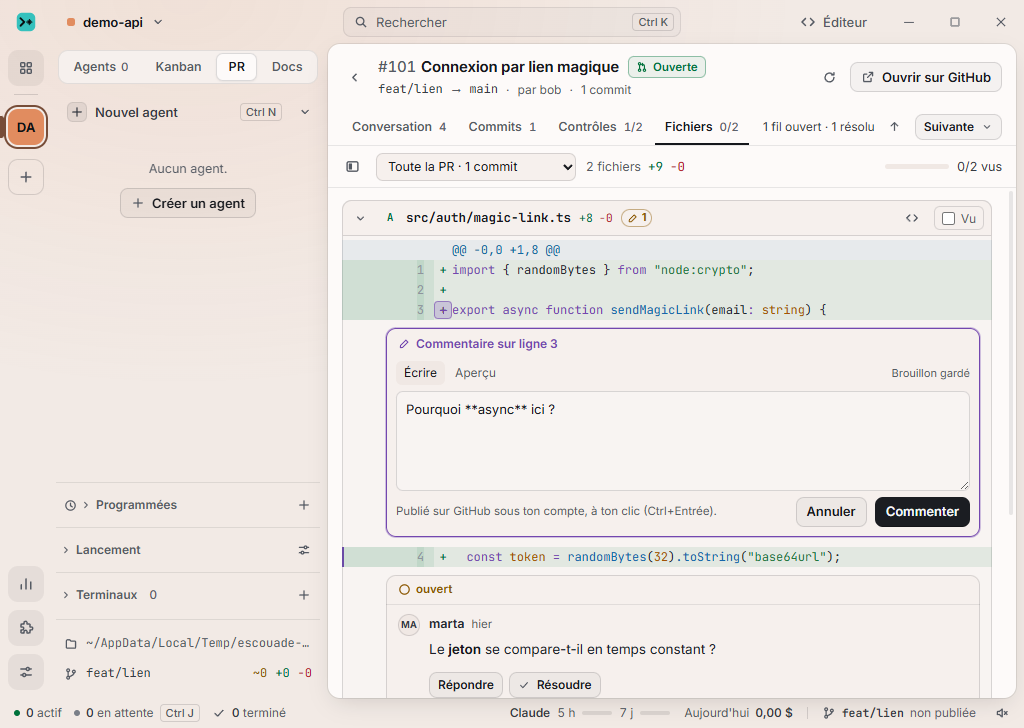 demo-api
Rechercher
Ctrl K
Éditeur
Agents 0
Kanban
PR
Docs
Nouvel agent
Ctrl N
DA
Aucun agent.
Créer un agent
Programmées
Lancement
Terminaux 0
~/AppData/Local/Temp/escouade-…
feat/lien
~0 +0 -0
#101 Connexion par lien magique
Ouverte
feat/lien → main · par bob · 1 commit
Ouvrir sur GitHub
Conversation 4
Commits 1
Contrôles 1/2
Fichiers 0/2
1 fil ouvert · 1 résolu
Suivante
Toute la PR · 1 commit
2 fichiers +9 -0
0/2 vus
A src/auth/magic-link.ts +8 -0
1
Vu
@@ -0,0 +1,8 @@
1 + import { randomBytes } from "node:crypto";
2 +
3 + export async function sendMagicLink(email: string) {
Commentaire sur ligne 3
Écrire
Aperçu
Brouillon gardé
Pourquoi **async** ici ?
Publié sur GitHub sous ton compte, à ton clic (Ctrl+Entrée).
Annuler
Commenter
4 + const token = randomBytes(32).toString("base64url");
ouvert
MA
marta hier
Le jeton se compare-t-il en temps constant ?
Répondre
Résoudre
0 actif
0 en attente
Ctrl J
0 terminé
Claude 5 h
7 j
Aujourd'hui 0,00 $
feat/lien non publiée